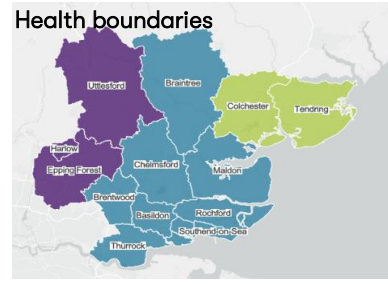 Health boundaries
Uttlesford
Braintree
Colchester
Tendring
Harlow
Epping Forest
Chelmsford
Maldon
Brentwood
Basildon
Rochford
Southend-on-Sea
Thurrock